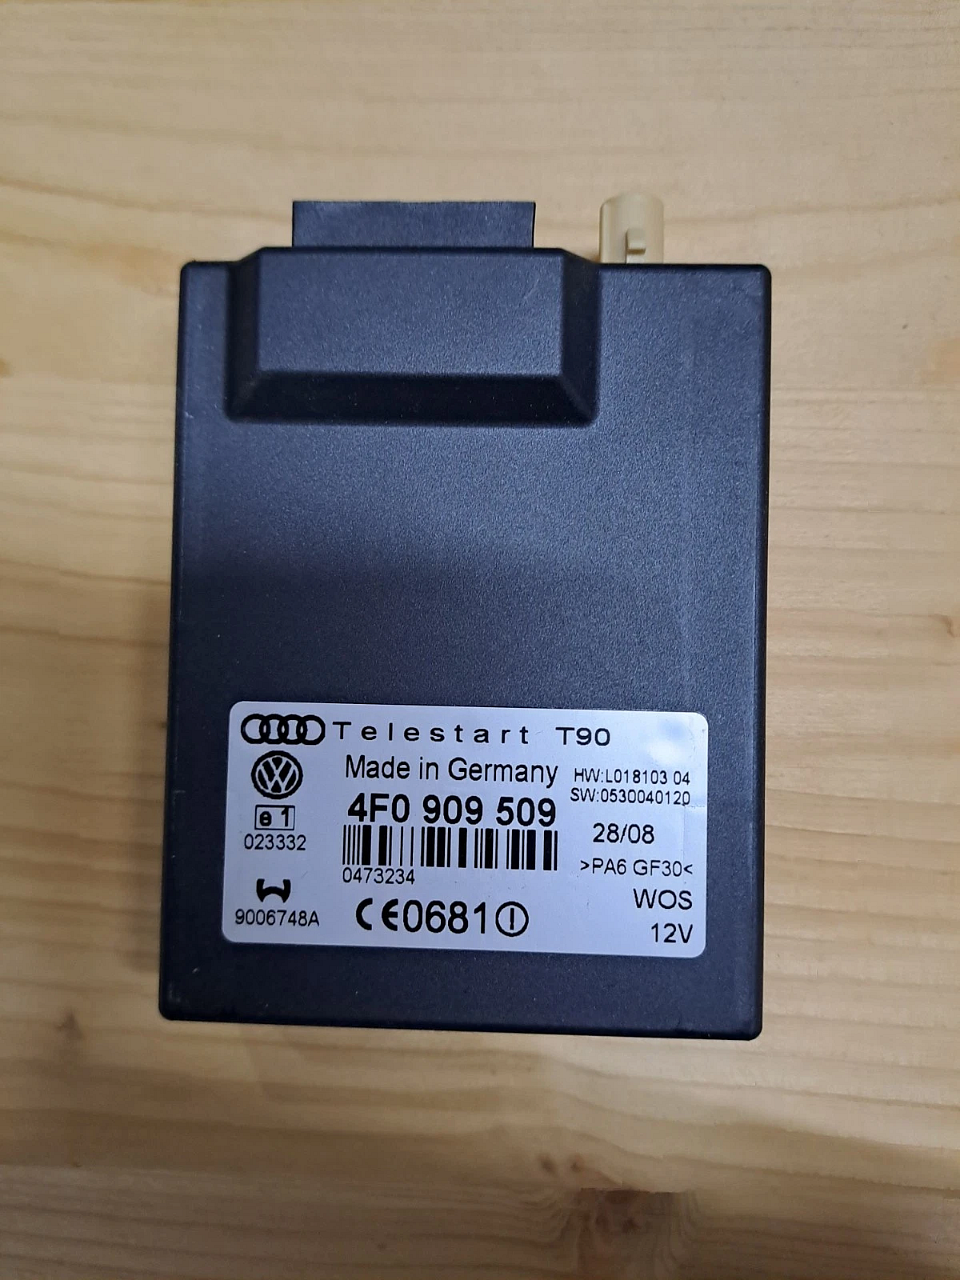 Telestart T90
Made in Germany
HW:L018103 04
SW:0530040120
4F0 909 509
e1
023332
28/08
0473234
>PA6 GF30<
WOS
9006748A
CE0681
12V